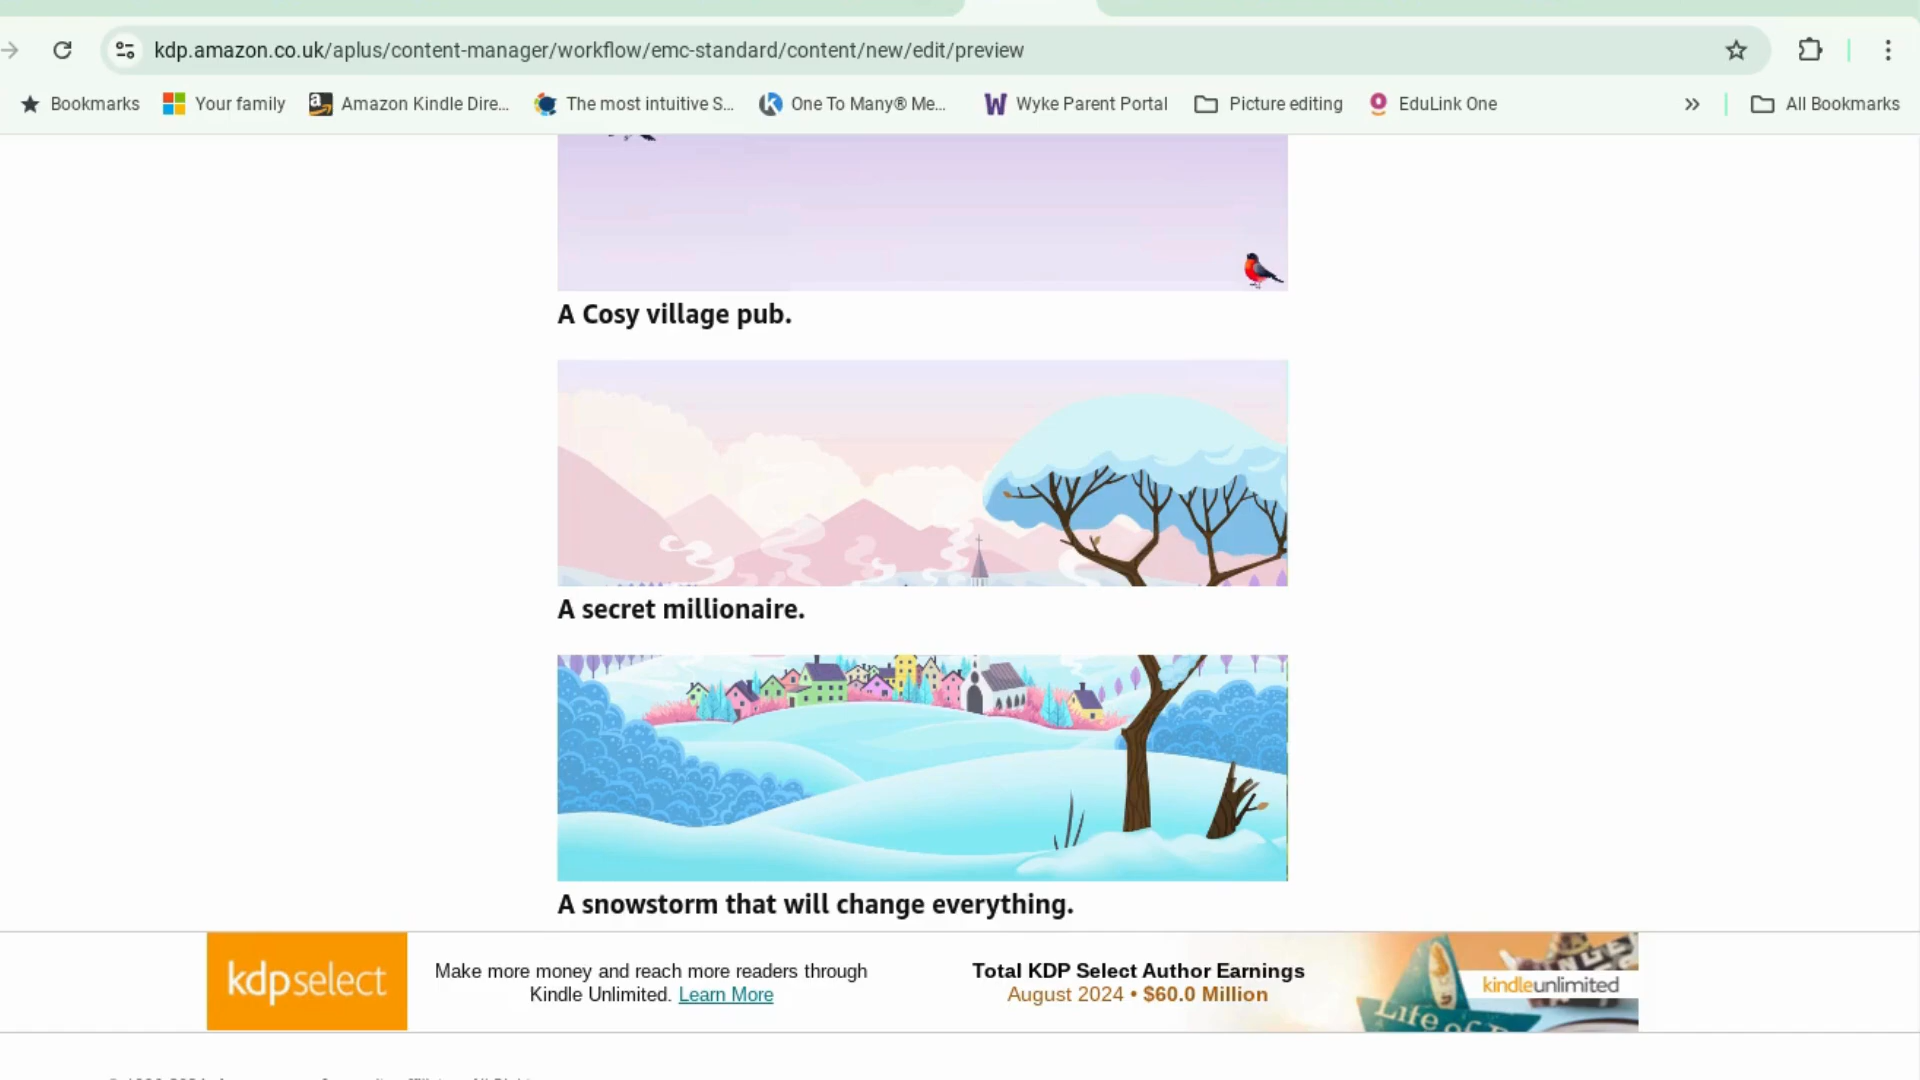 kdp.amazon.co.uk/aplus/content-manager/workflow/emc-standard/content/new/edit/preview
Bookmarks Your family Amazon Kindle Dire... The most intuitive S... One To Many® Me... Wyke Parent Portal Picture editing EduLink One » All Bookmarks
A Cosy village pub.
A secret millionaire.
A snowstorm that will change everything.
kdpselect
Make more money and reach more readers through
Kindle Unlimited. Learn More
Total KDP Select Author Earnings
August 2024 • $60.0 Million
kindleunlimited
Life of